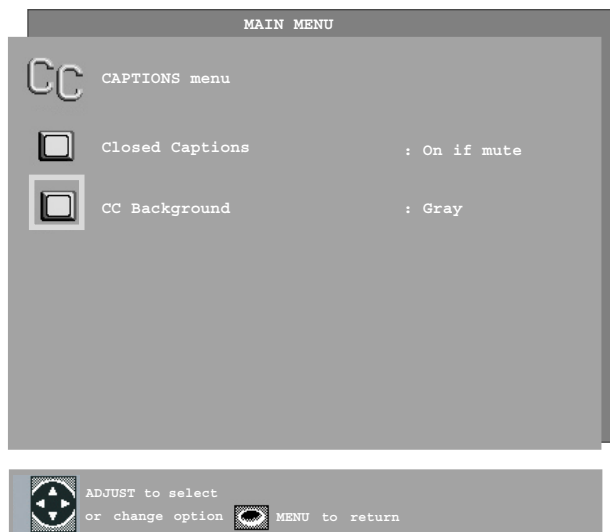 MAIN MENU
CC CAPTIONS menu
Closed Captions : On if mute
CC Background : Gray
ADJUST to select
or change option MENU to return